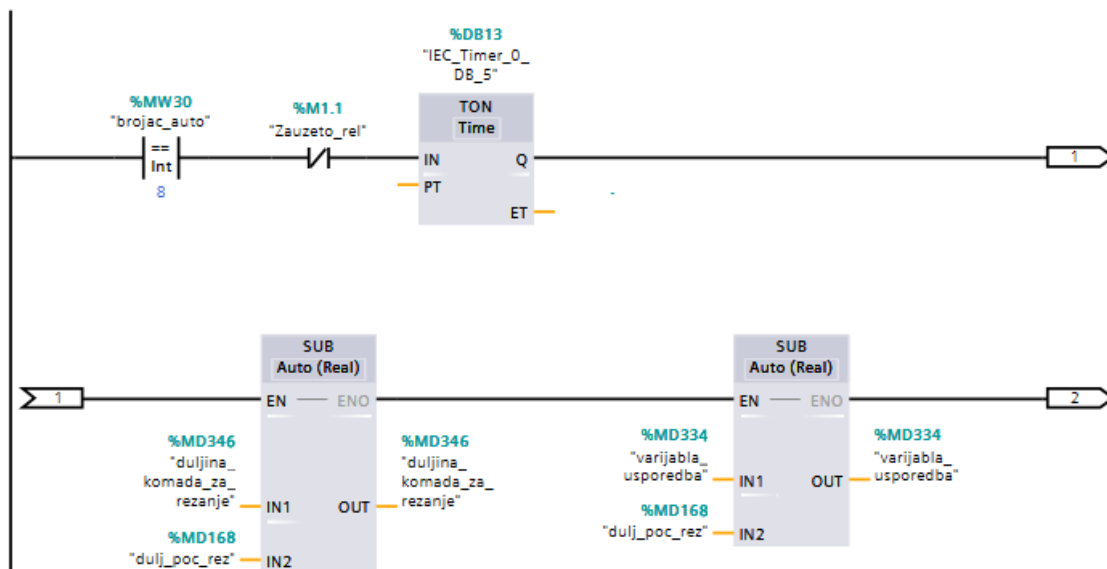 %DB13
"IEC_Timer_0_
DB_5"
%MW30
"brojac_auto"
%M1.1
"Zauzeto_rel"
TON
Time
==
Int
8
IN
Q
PT
ET
1
SUB
Auto (Real)
SUB
Auto (Real)
1
EN
ENO
EN
ENO
2
%MD346
"duljina_
komada_za_
rezanje"
IN1
%MD346
"duljina_
komada_za_
rezanje"
OUT
%MD168
"dulj_poc_rez"
IN2
%MD334
"varijabla_
usporedba"
IN1
%MD334
"varijabla_
usporedba"
OUT
%MD168
"dulj_poc_rez"
IN2